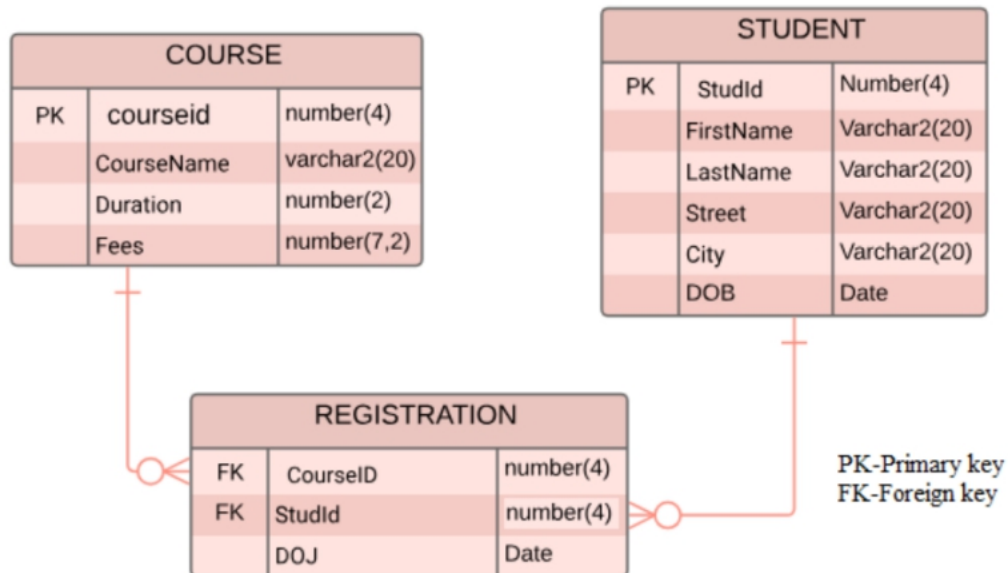 COURSE
PK courseid number(4)
CourseName varchar2(20)
Duration number(2)
Fees number(7,2)
STUDENT
PK StudId Number(4)
FirstName Varchar2(20)
LastName Varchar2(20)
Street Varchar2(20)
City Varchar2(20)
DOB Date
REGISTRATION
FK CourseID number(4)
FK StudId number(4)
DOJ Date
PK-Primary key
FK-Foreign key